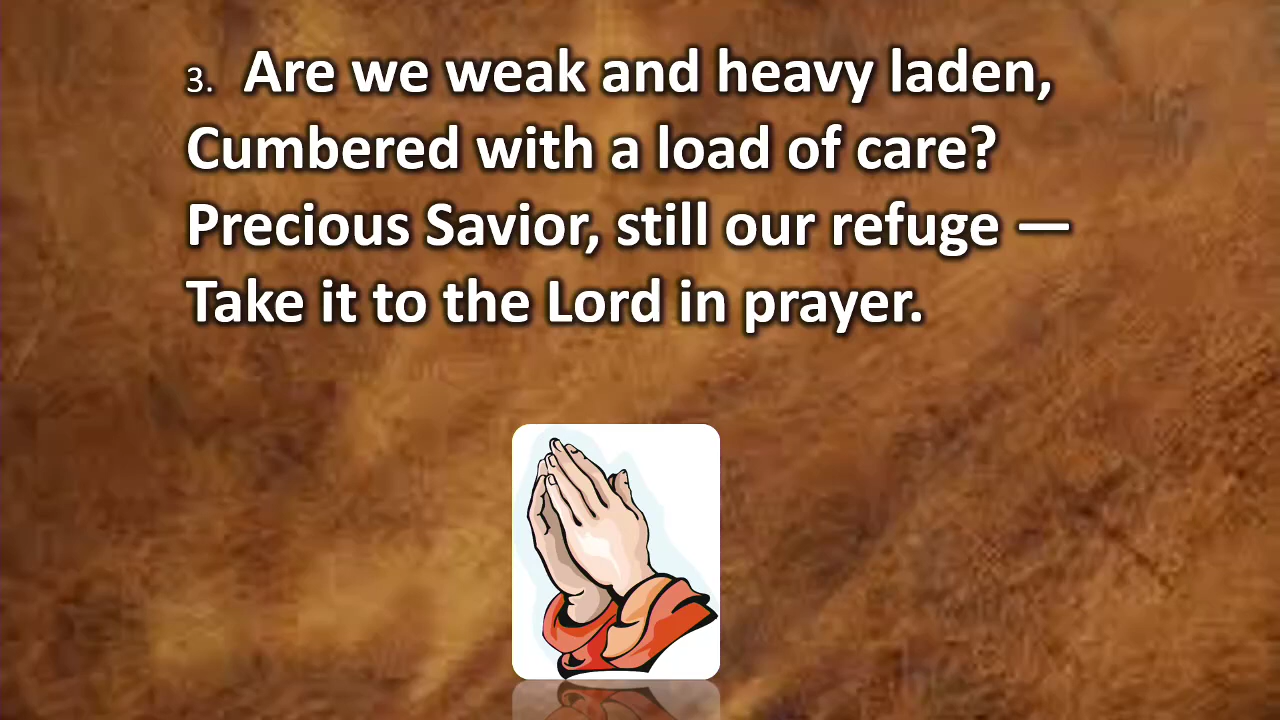 3. Are we weak and heavy laden,
Cumbered with a load of care?
Precious Savior, still our refuge —
Take it to the Lord in prayer.